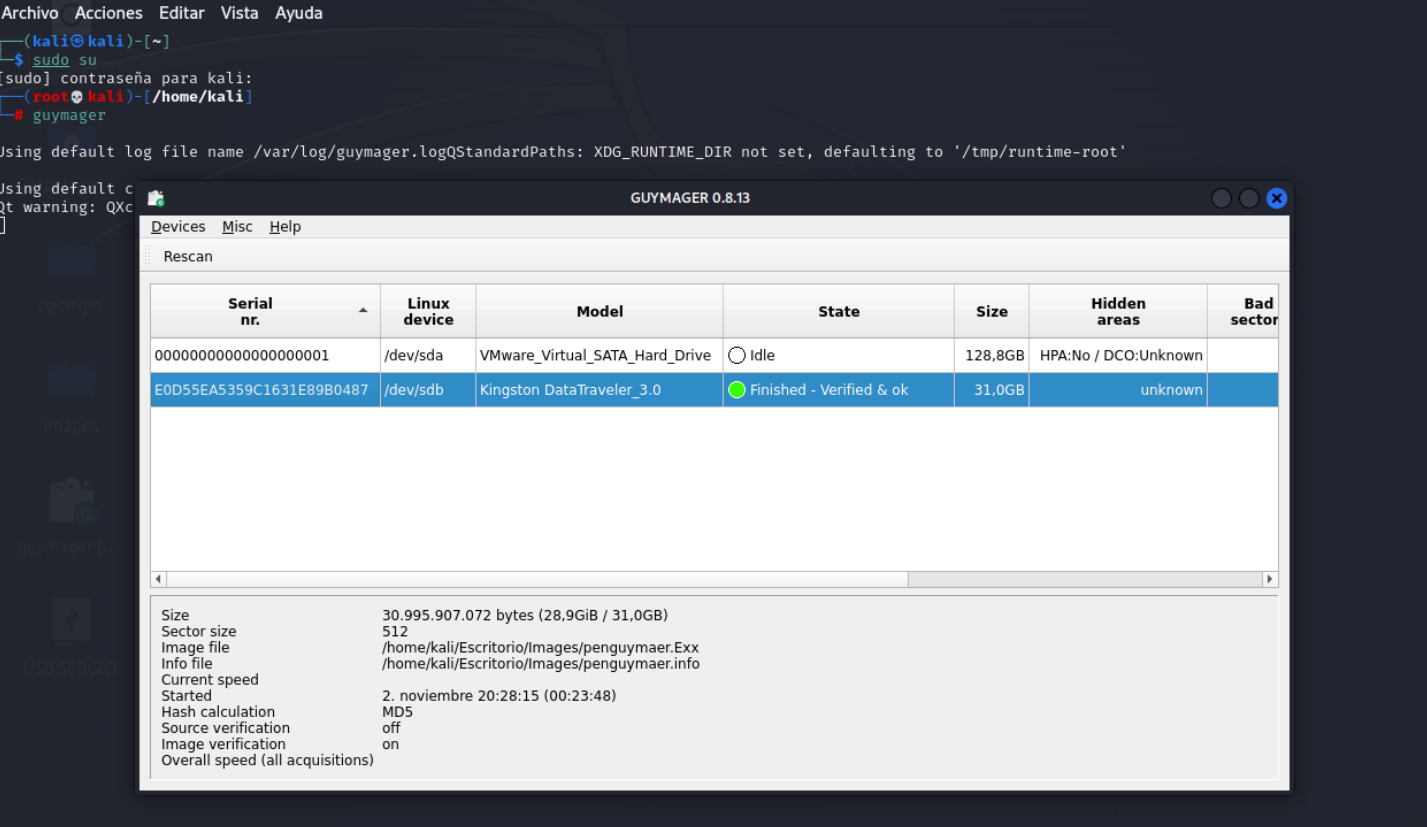 Archivo Acciones Editar Vista Ayuda
(kali㉿kali)-[~]
$ sudo su
[sudo] contraseña para kali:
(root💀kali)-[/home/kali]
# guymager
Using default log file name /var/log/guymager.logQStandardPaths: XDG_RUNTIME_DIR not set, defaulting to '/tmp/runtime-root'
Using default c
Qt warning: QXc
GUYMAGER 0.8.13
Devices Misc Help
Rescan
Serial nr. Linux device Model State Size Hidden areas Bad sector
00000000000000000001 /dev/sda VMware_Virtual_SATA_Hard_Drive Idle 128,8GB HPA:No / DCO:Unknown
E0D55EA5359C1631E89B0487 /dev/sdb Kingston DataTraveler_3.0 Finished - Verified & ok 31,0GB unknown
Size 30.995.907.072 bytes (28,9GiB / 31,0GB)
Sector size 512
Image file /home/kali/Escritorio/Images/penguymaer.Exx
Info file /home/kali/Escritorio/Images/penguymaer.info
Current speed
Started 2. noviembre 20:28:15 (00:23:48)
Hash calculation MD5
Source verification off
Image verification on
Overall speed (all acquisitions)
openvpn
Images
guymager (...
USB SERGIO